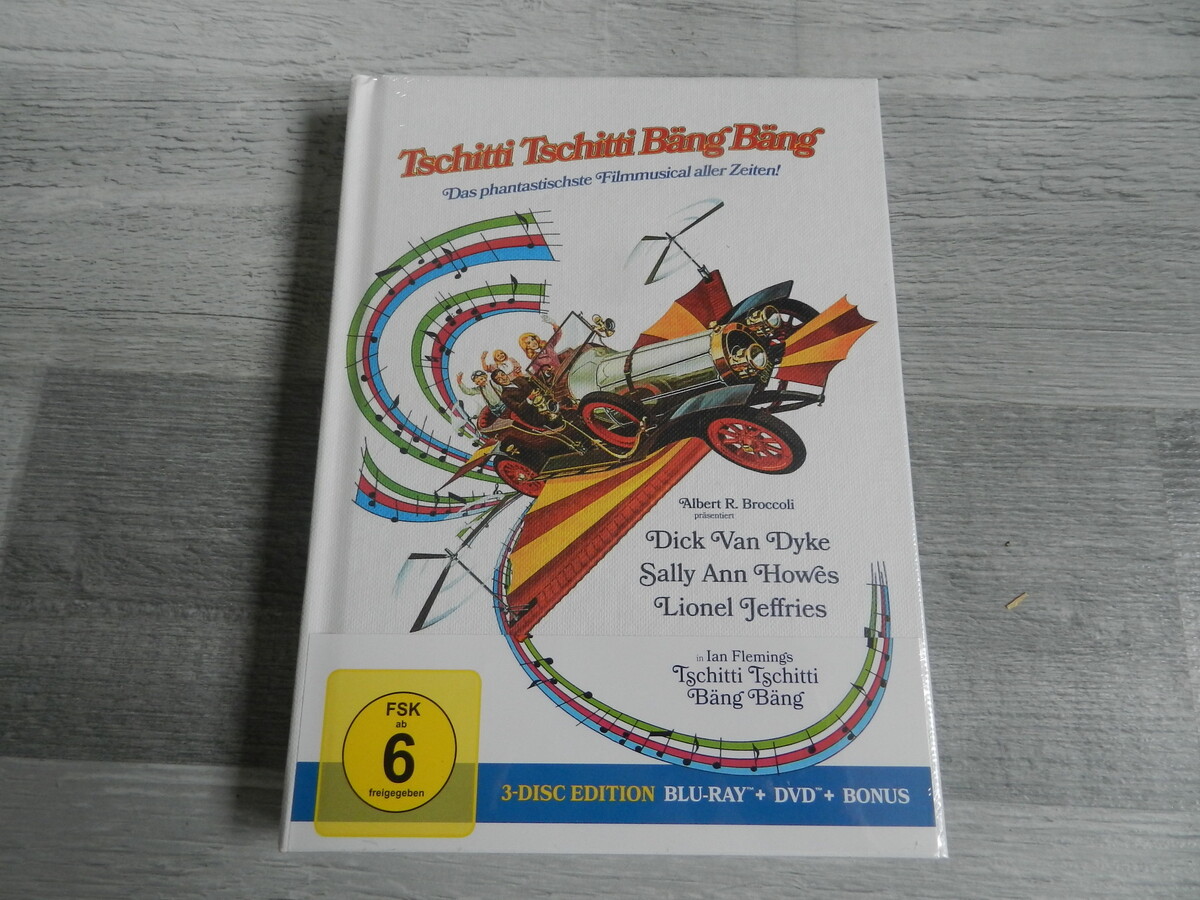 Tschitti Tschitti Bäng Bäng
Das phantastischste Filmmusical aller Zeiten!
Albert R. Broccoli
präsentiert
Dick Van Dyke
Sally Ann Howes
Lionel Jeffries
in Ian Flemings
Tschitti Tschitti
Bäng Bäng
FSK
ab
6
freigegeben
3-DISC EDITION BLU-RAY™ + DVD™ + BONUS